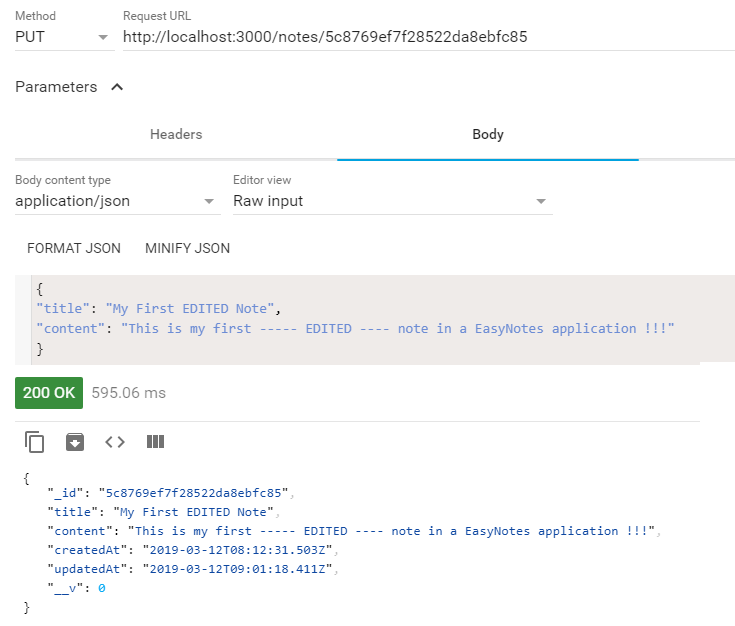 Method Request URL
PUT http://localhost:3000/notes/5c8769ef7f28522da8ebfc85
Parameters
Headers Body
Body content type Editor view
application/json Raw input
FORMAT JSON MINIFY JSON
{
"title": "My First EDITED Note",
"content": "This is my first ----- EDITED ---- note in a EasyNotes application !!!"
}
200 OK 595.06 ms
{
"_id": "5c8769ef7f28522da8ebfc85",
"title": "My First EDITED Note",
"content": "This is my first ----- EDITED ---- note in a EasyNotes application !!!",
"createdAt": "2019-03-12T08:12:31.503Z",
"updatedAt": "2019-03-12T09:01:18.411Z",
"__v": 0
}